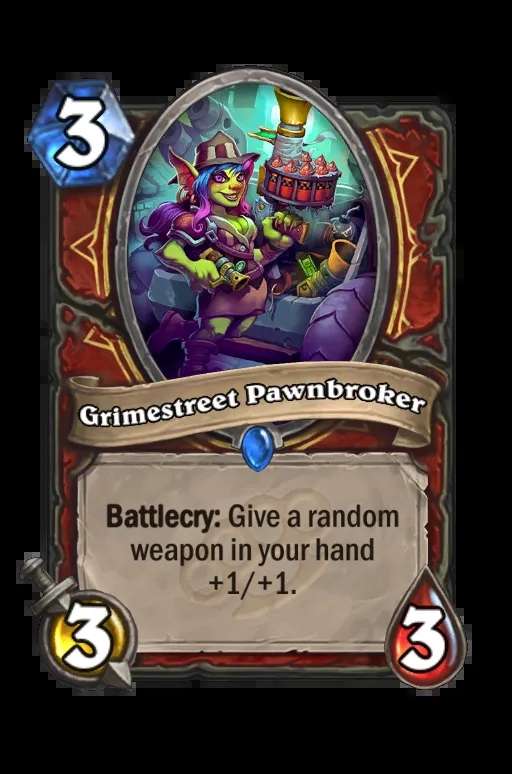 3
Grimestreet Pawnbroker
Battlecry: Give a random
weapon in your hand
+1/+1.
3
3